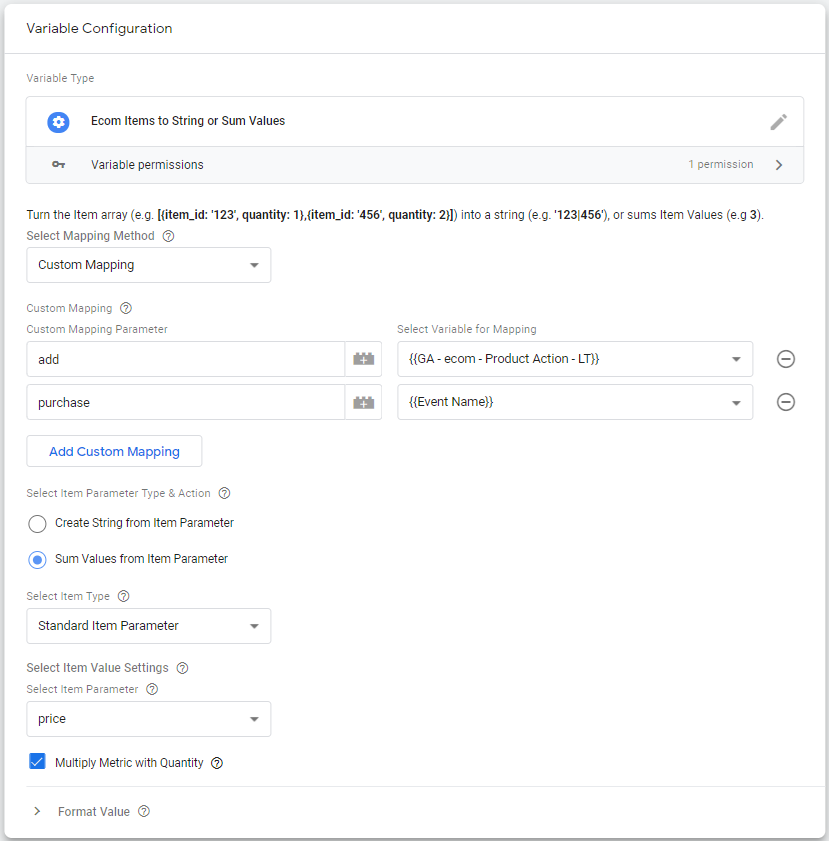 Variable Configuration
Variable Type
Ecom Items to String or Sum Values
Variable permissions 1 permission
Turn the Item array (e.g. [{item_id: '123', quantity: 1},{item_id: '456', quantity: 2}]) into a string (e.g. '123|456'), or sums Item Values (e.g 3).
Select Mapping Method
Custom Mapping
Custom Mapping
Custom Mapping Parameter Select Variable for Mapping
add {{GA - ecom - Product Action - LT}}
purchase {{Event Name}}
Add Custom Mapping
Select Item Parameter Type & Action
Create String from Item Parameter
Sum Values from Item Parameter
Select Item Type
Standard Item Parameter
Select Item Value Settings
Select Item Parameter
price
Multiply Metric with Quantity
Format Value